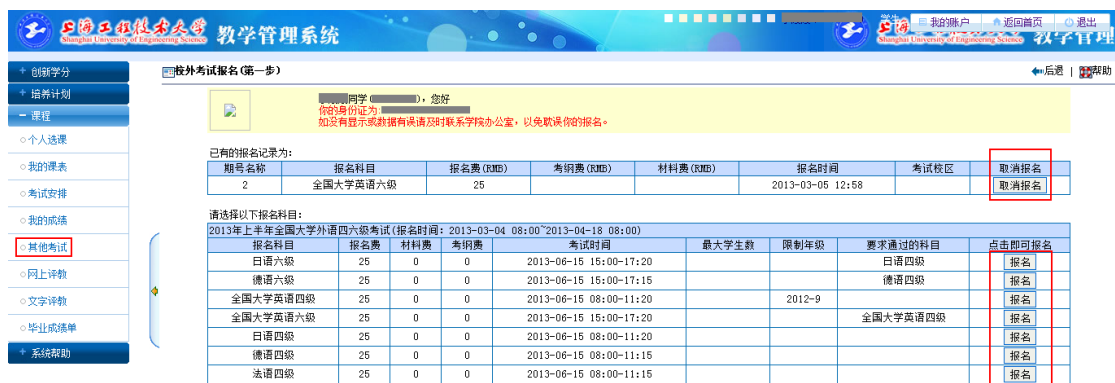 上海工程技术大学
Shanghai University of Engineering Science
教学管理系统
我的账户 返回首页 退出
上海
Shanghai University of Engineering Science
教学管理
+ 创新学分
+ 培养计划
- 课程
个人选课
我的课表
考试安排
我的成绩
其他考试
网上评教
文字评教
毕业成绩单
+ 系统帮助
校外考试报名(第一步)
后退 | 帮助
同学( ), 您好
你的身份证为:
如没有显示或数据有误请及时联系学院办公室，以免耽误你的报名。
已有的报名记录为:
期号名称 报名科目 报名费(RMB) 考纲费(RMB) 材料费(RMB) 报名时间 考试校区 取消报名
2 全国大学英语六级 25 2013-03-05 12:58 取消报名
请选择以下报名科目:
2013年上半年全国大学外语四六级考试(报名时间: 2013-03-04 08:00~2013-04-18 08:00)
报名科目 报名费 材料费 考纲费 考试时间 最大学生数 限制年级 要求通过的科目 点击即可报名
日语六级 25 0 0 2013-06-15 15:00-17:20 日语四级 报名
德语六级 25 0 0 2013-06-15 15:00-17:15 德语四级 报名
全国大学英语四级 25 0 0 2013-06-15 08:00-11:20 2012-9 报名
全国大学英语六级 25 0 0 2013-06-15 15:00-17:20 全国大学英语四级 报名
日语四级 25 0 0 2013-06-15 08:00-11:20 报名
德语四级 25 0 0 2013-06-15 08:00-11:15 报名
法语四级 25 0 0 2013-06-15 08:00-11:15 报名